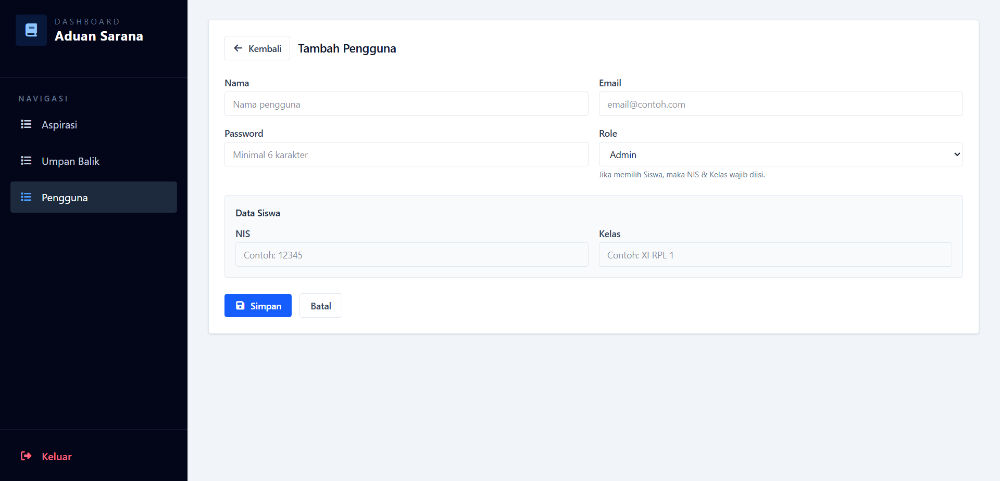 DASHBOARD
Aduan Sarana
NAVIGASI
Aspirasi
Umpan Balik
Pengguna
Keluar
Kembali
Tambah Pengguna
Nama
Nama pengguna
Email
email@contoh.com
Password
Minimal 6 karakter
Role
Admin
Jika memilih Siswa, maka NIS & Kelas wajib diisi.
Data Siswa
NIS
Contoh: 12345
Kelas
Contoh: XI RPL 1
Simpan
Batal